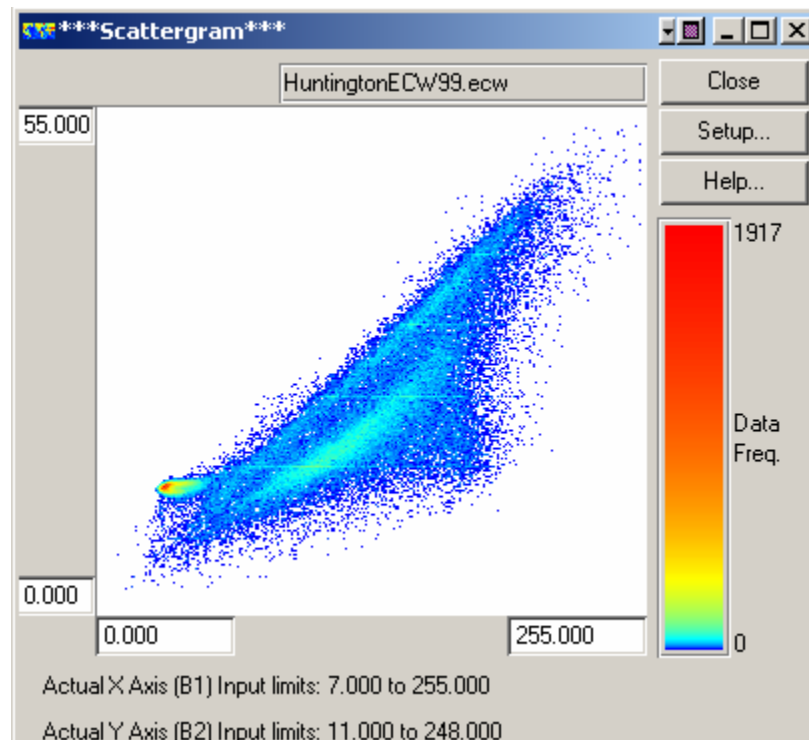 ***Scattergram***
HuntingtonECW99.ecw
Close
55.000
Setup...
Help...
1917
Data
Freq.
0.000
0
0.000
255.000
Actual X Axis (B1) Input limits: 7.000 to 255.000
Actual Y Axis (B2) Input limits: 11.000 to 248.000